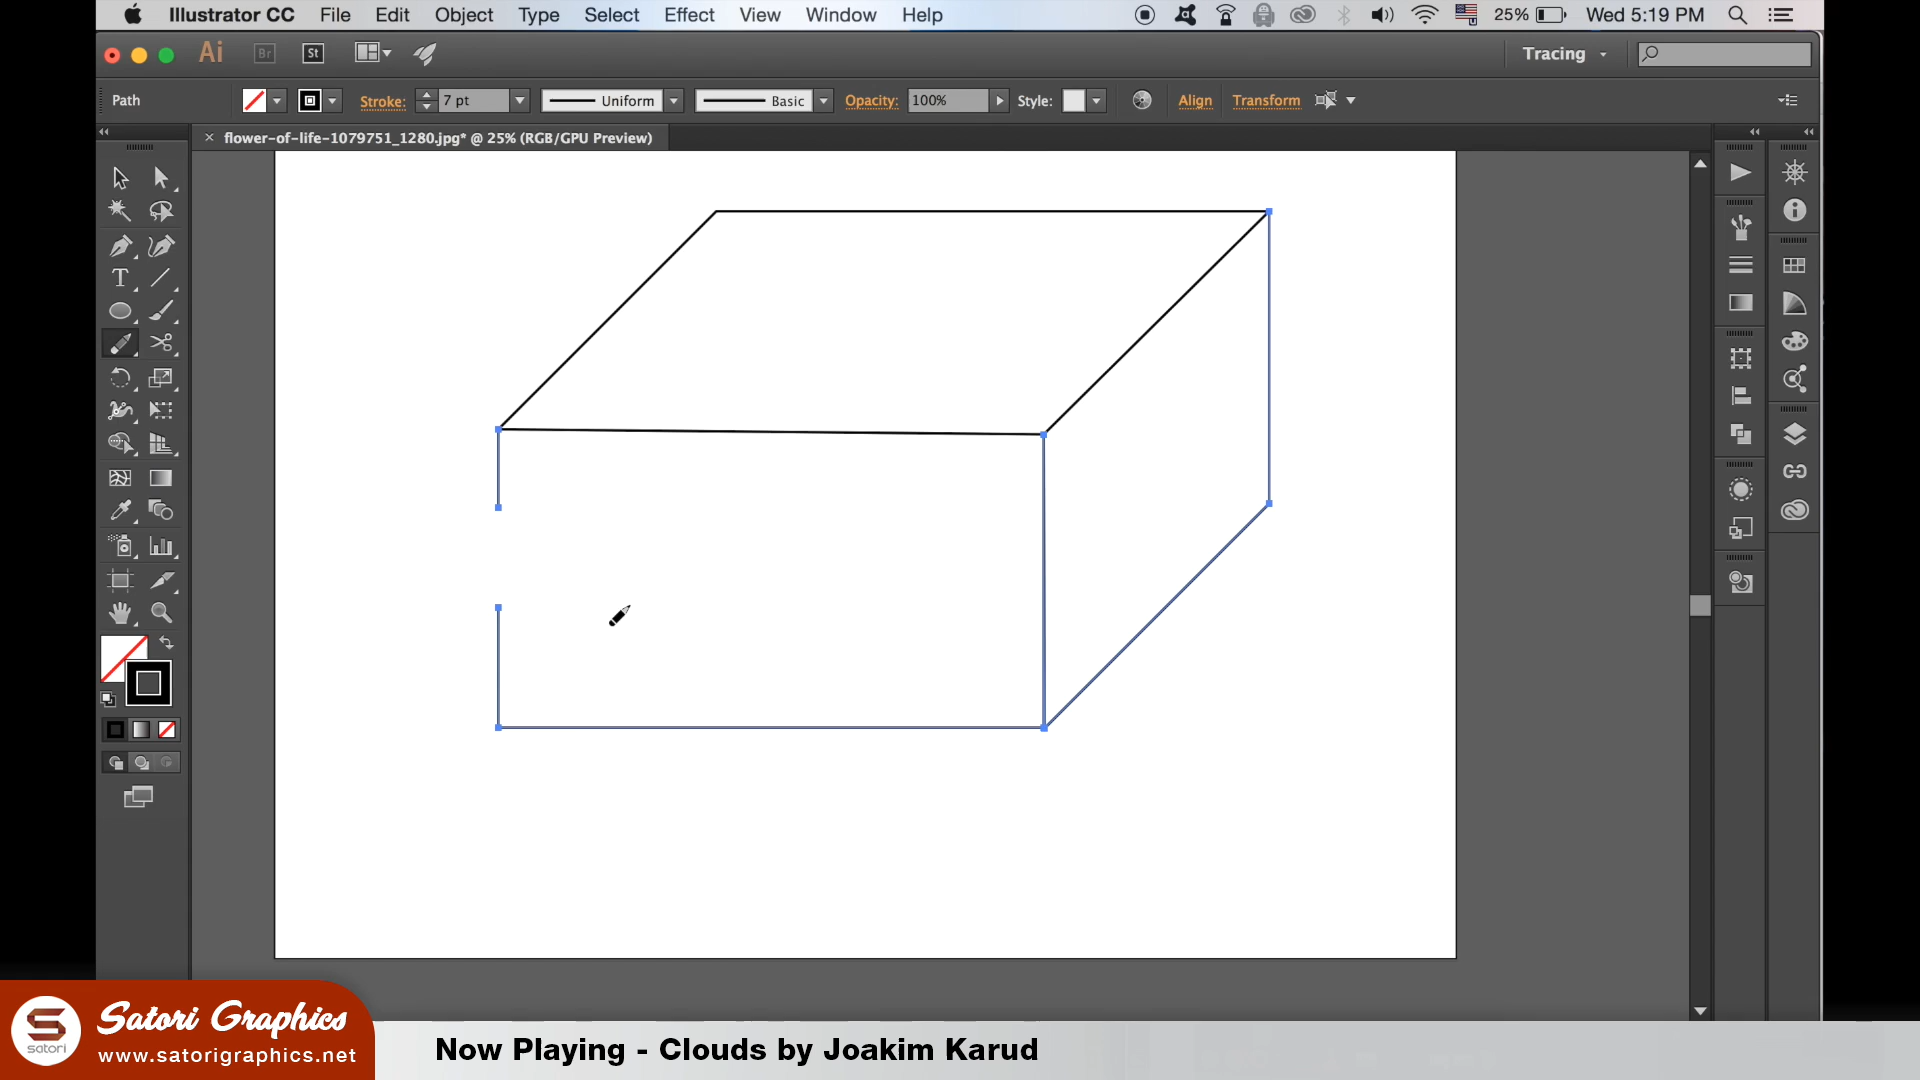 Illustrator CC File Edit Object Type Select Effect View Window Help 25% Wed 5:19 PM
Ai Br St Tracing
Path Stroke: 7 pt Uniform Basic Opacity: 100% Style: Align Transform
× flower-of-life-1079751_1280.jpg* @ 25% (RGB/GPU Preview)
T
Satori Graphics
satori
www.satorigraphics.net
Now Playing - Clouds by Joakim Karud